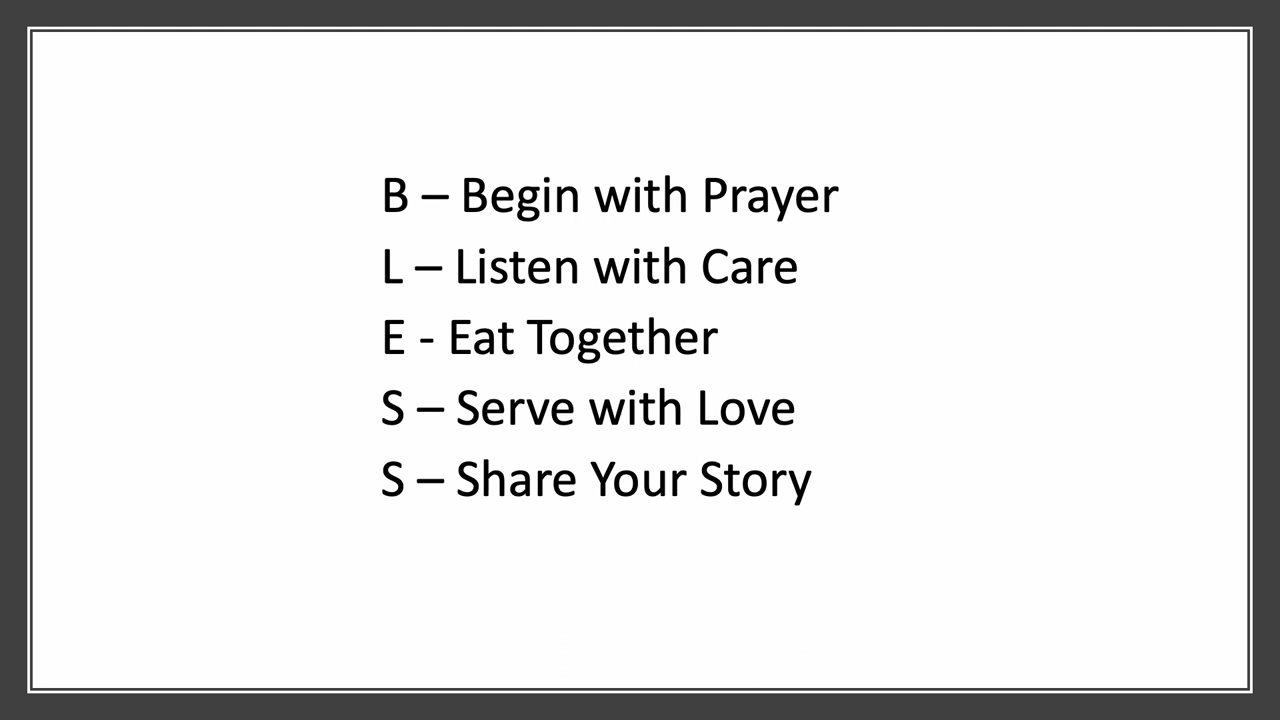 B – Begin with Prayer
L – Listen with Care
E - Eat Together
S – Serve with Love
S – Share Your Story